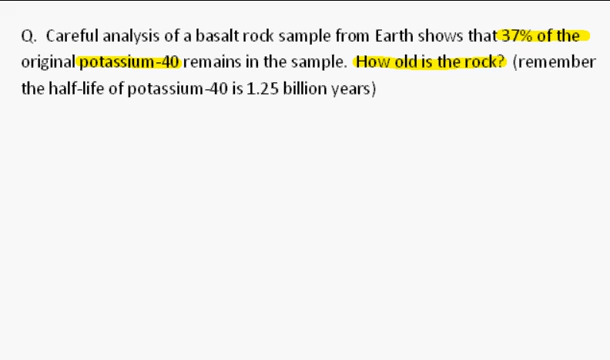 Q. Careful analysis of a basalt rock sample from Earth shows that 37% of the
original potassium-40 remains in the sample. How old is the rock? (remember
the half-life of potassium-40 is 1.25 billion years)